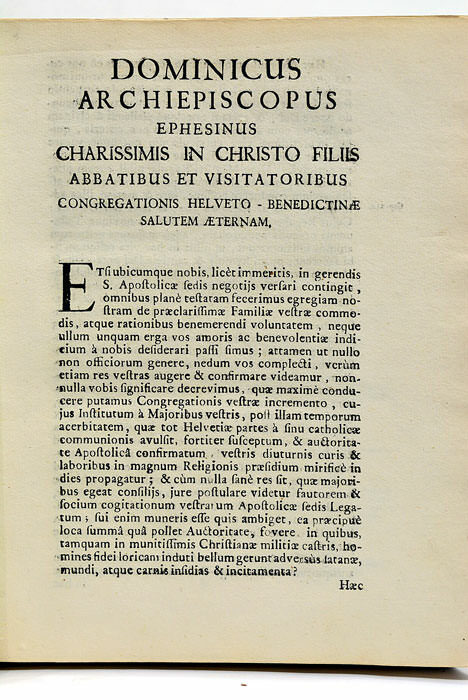 DOMINICUS
ARCHIEPISCOPUS
EPHESINUS
CHARISSIMIS IN CHRISTO FILIIS
ABBATIBUS ET VISITATORIBUS
CONGREGATIONIS HELVETO - BENEDICTINÆ
SALUTEM ÆTERNAM,
ETſi ubicumque nobis, licèt immeritis, in gerendis
S. Apoſtolicæ ſedis negotijs verſari contingit,
omnibus planè teſtatam fecerimus egregiam no-
ſtram de præclariſſimæ Familiæ veſtræ commo-
dis, atque rationibus benemerendi voluntatem, neque
ullum unquam erga vos amoris ac benevolentiæ indi-
cium à nobis deſiderari paſſi ſimus; attamen ut nullo
non officiorum genere, nedum vos complecti, verùm
etiam res veſtras augere & confirmare videamur, non-
nulla vobis ſignificare decrevimus, quæ maximè condu-
cere putamus Congregationis veſtræ incremento, cu-
jus Inſtitutum à Majoribus veſtris, poſt illam temporum
acerbitatem, quæ tot Helvetiæ partes à ſinu catholicæ
communionis avulſit, fortiter ſuſceptum, & auctorita-
te Apoſtolicâ confirmatum, veſtris diuturnis curis &
laboribus in magnum Religionis præſidium mirificè in
dies propagatur; & cùm nulla ſanè res ſit, quæ majori-
bus egeat conſilijs, jure poſtulare videtur fautorem &
ſocium cogitationum veſtrarum Apoſtolicæ ſedis Lega-
tum; ſui enim muneris eſſe quis ambiget, ea præcipuè
loca ſummâ quâ pollet Auctoritate, fovere in quibus,
tamquam in munitiſſimis Chriſtianæ militiæ caſtris, ho-
mines fidei loricam induti bellum gerunt adversùs ſatanæ,
mundi, atque carnis inſidias & incitamenta?
Hæc